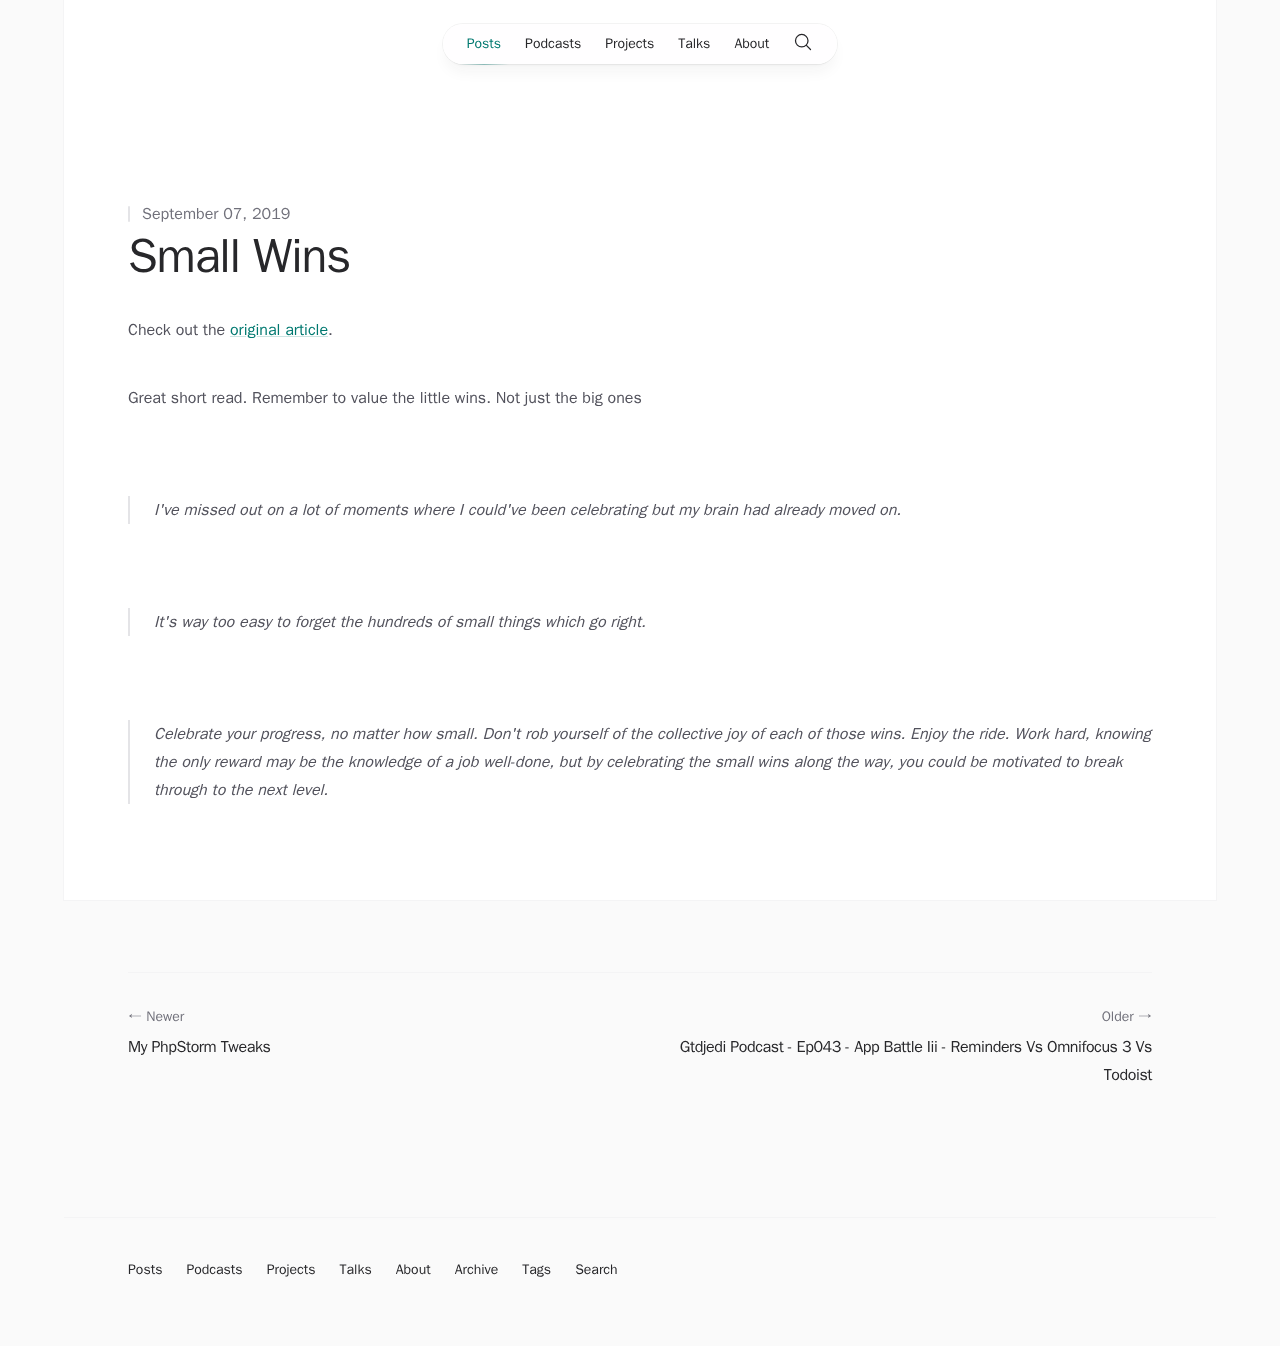 Posts Podcasts Projects Talks About
September 07, 2019
Small Wins
Check out the original article.
Great short read. Remember to value the little wins. Not just the big ones
I've missed out on a lot of moments where I could've been celebrating but my brain had already moved on.
It's way too easy to forget the hundreds of small things which go right.
Celebrate your progress, no matter how small. Don't rob yourself of the collective joy of each of those wins. Enjoy the ride. Work hard, knowing
the only reward may be the knowledge of a job well-done, but by celebrating the small wins along the way, you could be motivated to break
through to the next level.
← Newer
My PhpStorm Tweaks
Older →
Gtdjedi Podcast - Ep043 - App Battle Iii - Reminders Vs Omnifocus 3 Vs
Todoist
Posts Podcasts Projects Talks About Archive Tags Search